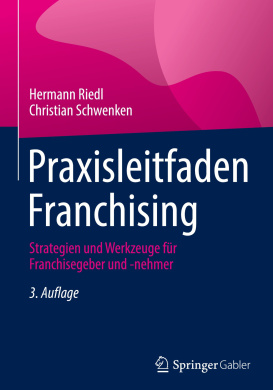 Hermann Riedl
Christian Schwenken
Praxisleitfaden
Franchising
Strategien und Werkzeuge für
Franchisegeber und -nehmer
3. Auflage
Springer Gabler